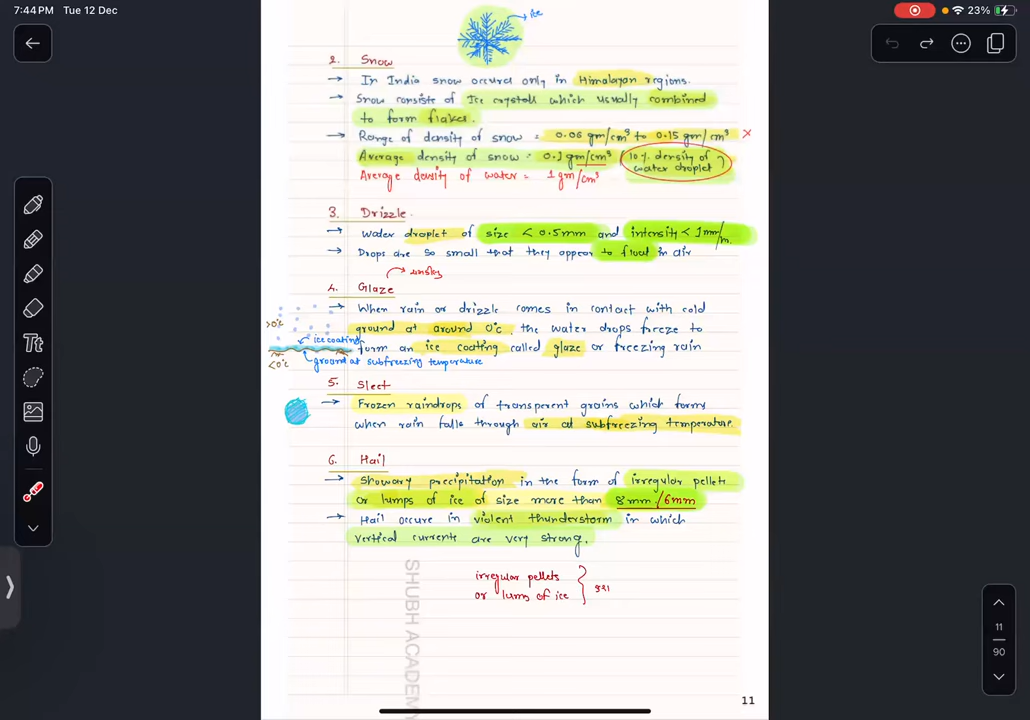 7:44 PM Tue 12 Dec
23%
ice
2. Snow
→ In India snow occurs only in Himalayan regions.
→ Snow consists of Ice crystals which usually combined
to form flakes.
→ Range of density of snow = 0.06 gm/cm³ to 0.15 gm/cm³ ×
Average density of snow = 0.1 gm/cm³ (10% density of
water droplet)
Average density of water = 1 gm/cm³
3. Drizzle.
→ Water droplet of size < 0.5mm and intensity < 1mm/
→ Drops are so small that they appear to float in air
4. Glaze
→ When rain or drizzle comes in contact with cold
>0°c
ground at around 0°c. the water drops freeze to
ice coating
form an ice coating called glaze or freezing rain
<0°c
ground at subfreezing temperature
5. Sleet
→ Frozen raindrops of transparent grains which forms
when rain falls through air at subfreezing temperature.
6. Hail
→ Showary precipitation in the form of irregular pellets
or lumps of ice of size more than 8mm/6mm
→ Hail occure in violent thunderstorm in which
vertical currents are very strong.
irregular pellets
or lums of ice
SHUBH ACADEMY
Tt
11
90
11